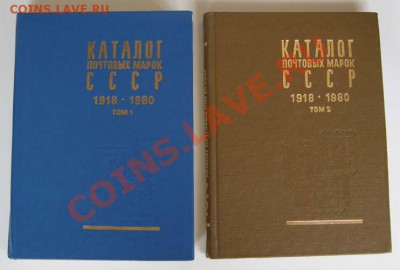 COINS.LAVE.RU
КАТАЛОГ
ПОЧТОВЫХ МАРОК
СССР
1918 • 1980
ТОМ 1
КАТАЛОГ
ПОЧТОВЫХ МАРОК
СССР
1918 • 1980
ТОМ 2
COINS.LAVE.RU